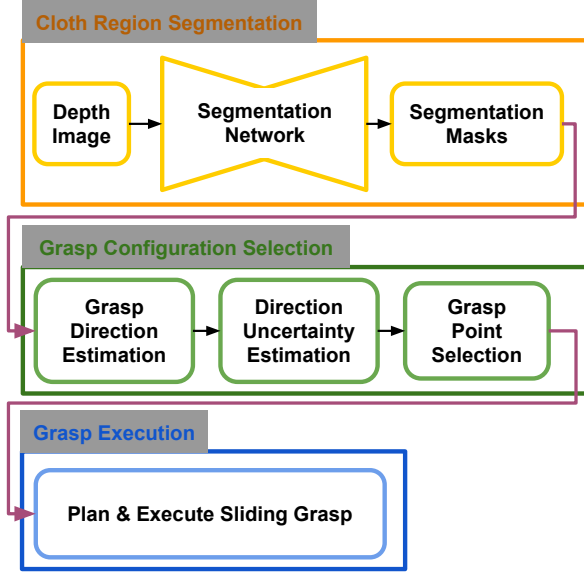 Cloth Region Segmentation
Depth
Image
Segmentation
Network
Segmentation
Masks
Grasp Configuration Selection
Grasp
Direction
Estimation
Direction
Uncertainty
Estimation
Grasp
Point
Selection
Grasp Execution
Plan & Execute Sliding Grasp